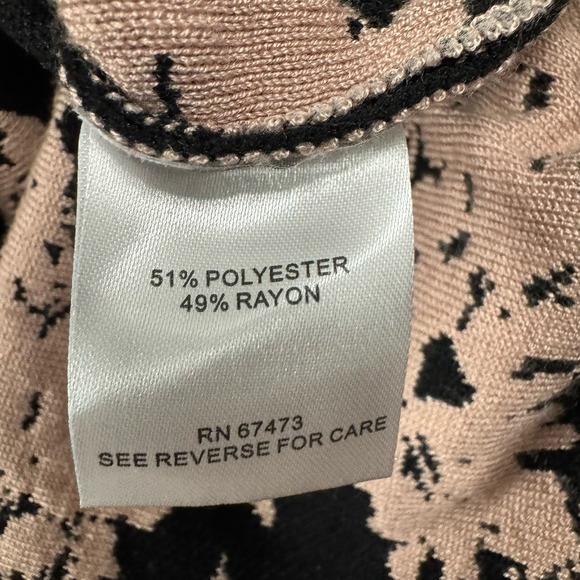 51% POLYESTER
49% RAYON
RN 67473
SEE REVERSE FOR CARE